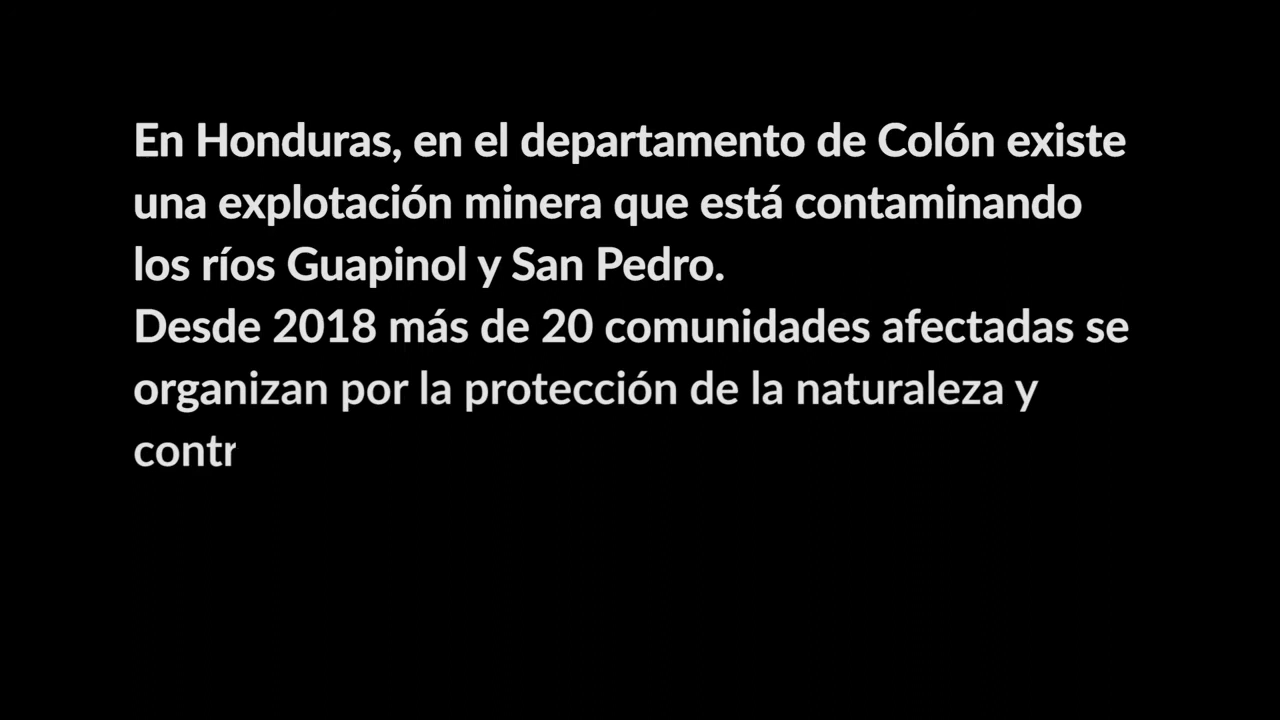 En Honduras, en el departamento de Colón existe
una explotación minera que está contaminando
los ríos Guapinol y San Pedro.
Desde 2018 más de 20 comunidades afectadas se
organizan por la protección de la naturaleza y
contr